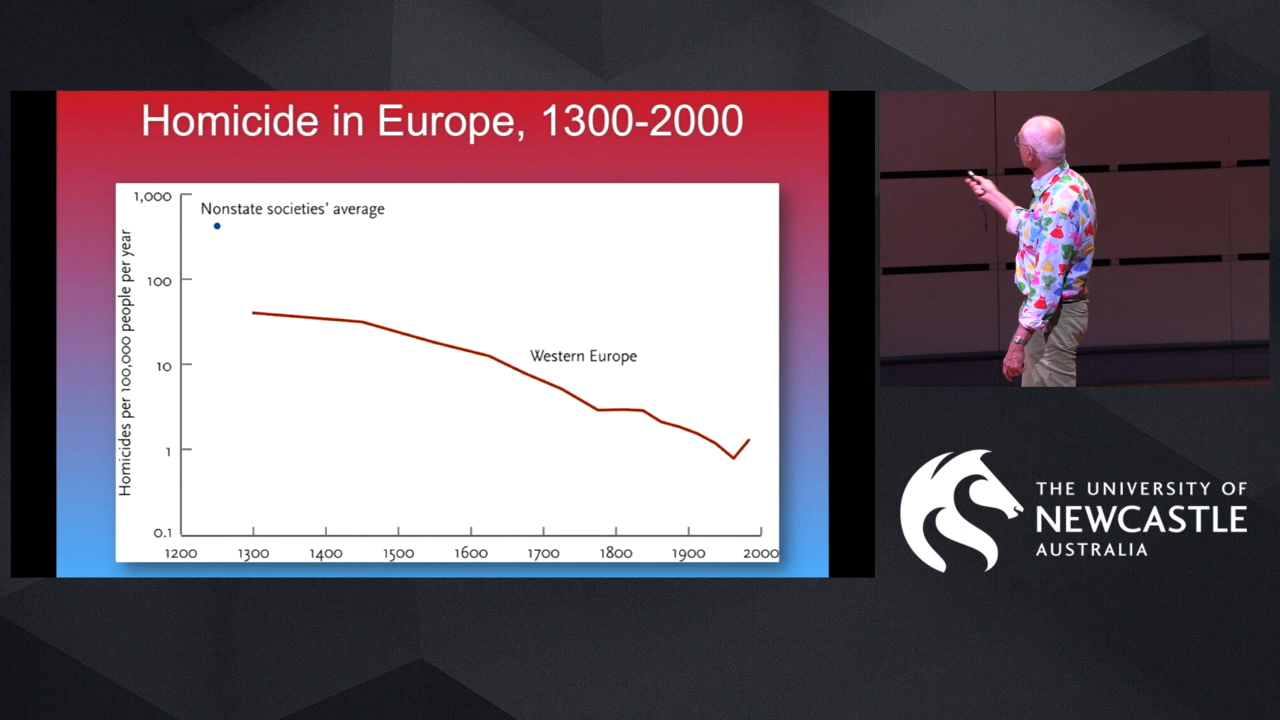 Homicide in Europe, 1300-2000
1,000
Nonstate societies' average
100
10
Western Europe
1
0.1
Homicides per 100,000 people per year
1200 1300 1400 1500 1600 1700 1800 1900 2000
THE UNIVERSITY OF
NEWCASTLE
AUSTRALIA